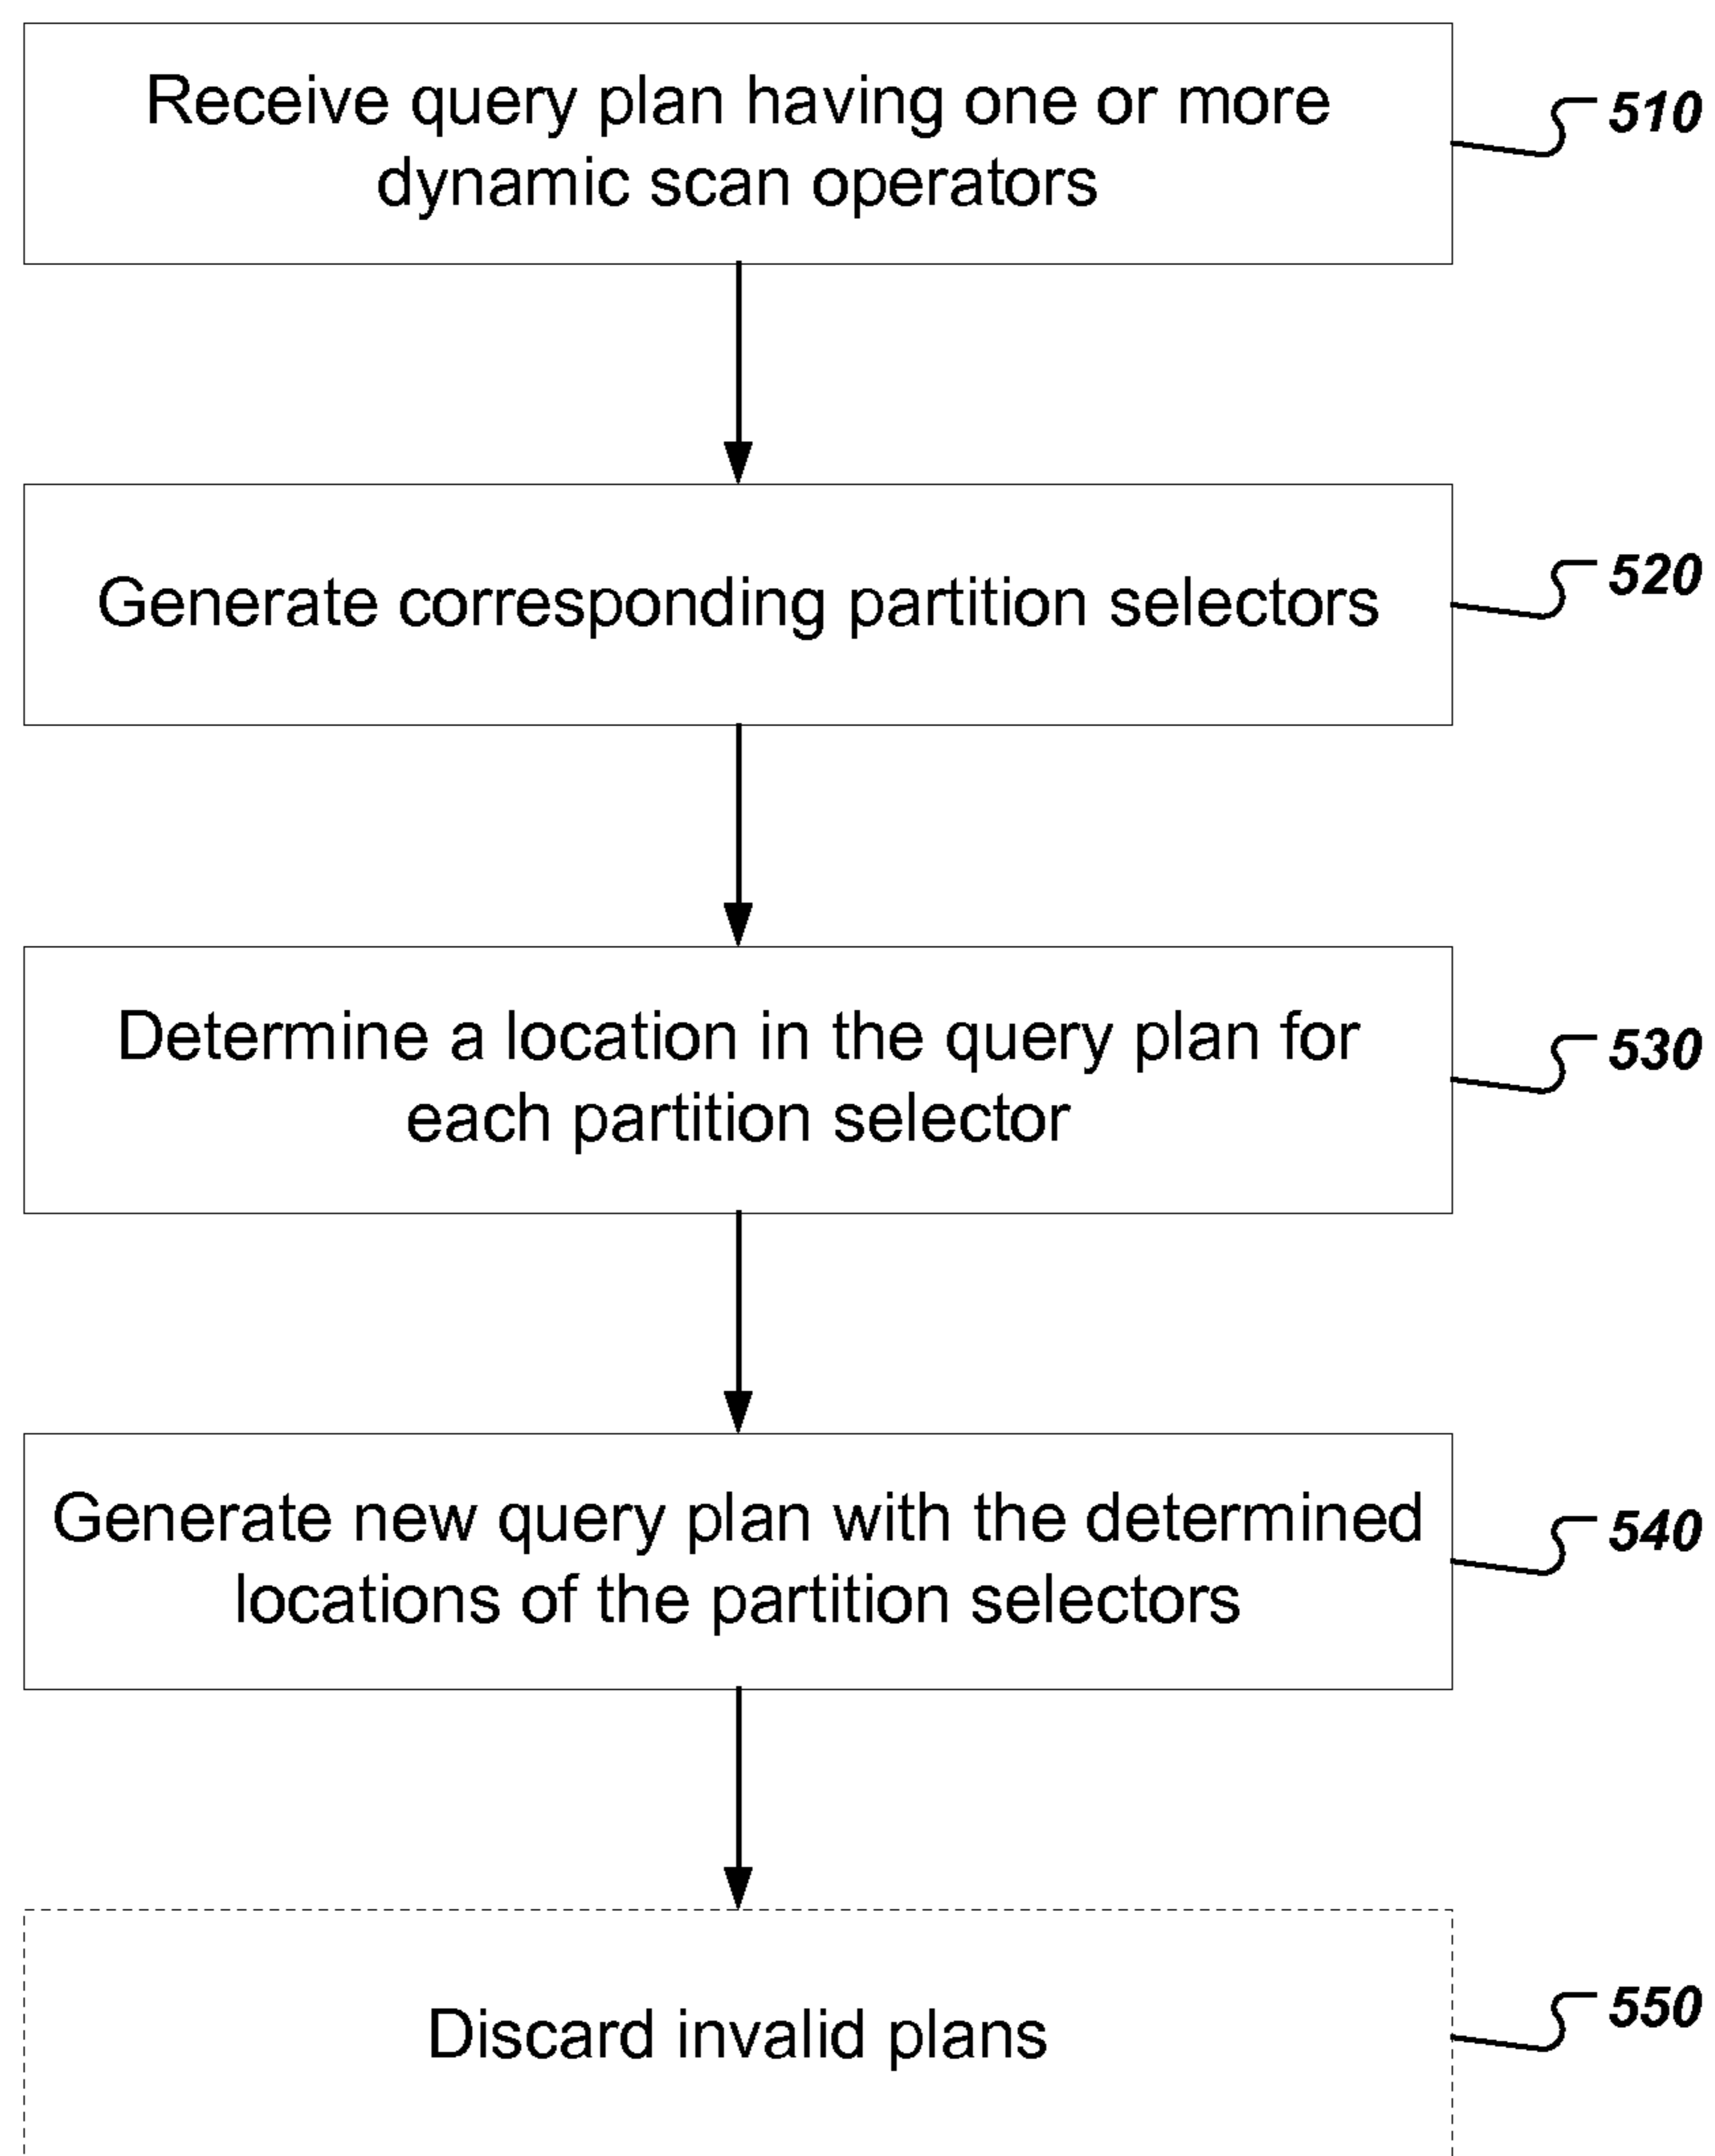 Receive query plan having one or more
dynamic scan operators
510
Generate corresponding partition selectors
520
Determine a location in the query plan for
each partition selector
530
Generate new query plan with the determined
locations of the partition selectors
540
Discard invalid plans
550